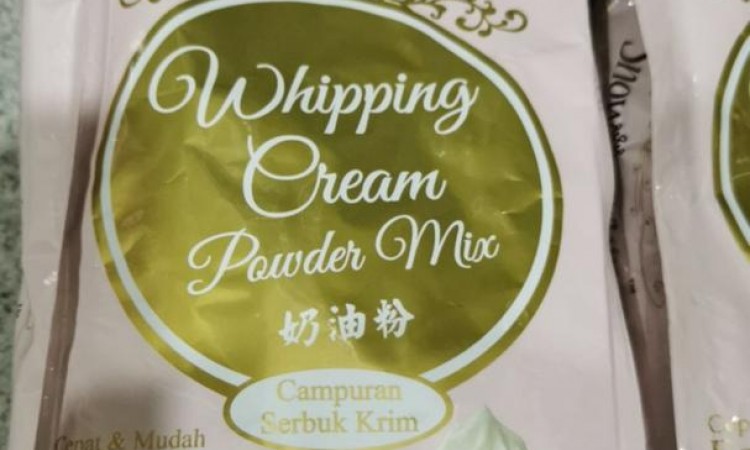 Whipping
Cream
Powder Mix
奶油粉
Campuran
Serbuk Krim
Cepat & Mudah